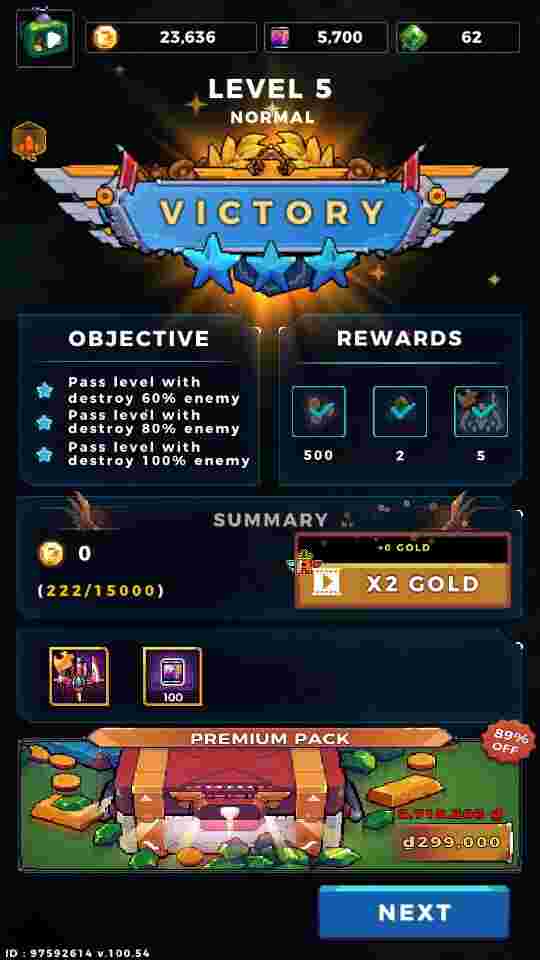 23,636
5,700
62
LEVEL 5
NORMAL
VICTORY
OBJECTIVE
Pass level with
destroy 60% enemy
Pass level with
destroy 80% enemy
Pass level with
destroy 100% enemy
REWARDS
500
2
5
SUMMARY
0
(222/15000)
+0 GOLD
X2 GOLD
1
100
PREMIUM PACK
89%
OFF
đ299,000
NEXT
ID : 97592614 v.100.54